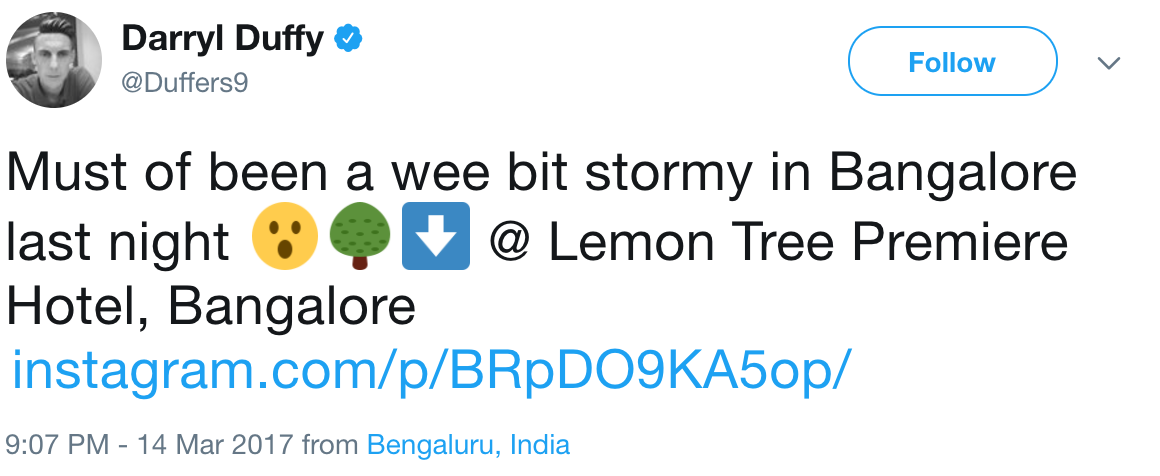 Darryl Duffy
@Duffers9
Follow
Must of been a wee bit stormy in Bangalore
last night 😮🌳⬇️ @ Lemon Tree Premiere
Hotel, Bangalore
instagram.com/p/BRpDO9KA5op/
9:07 PM - 14 Mar 2017 from Bengaluru, India